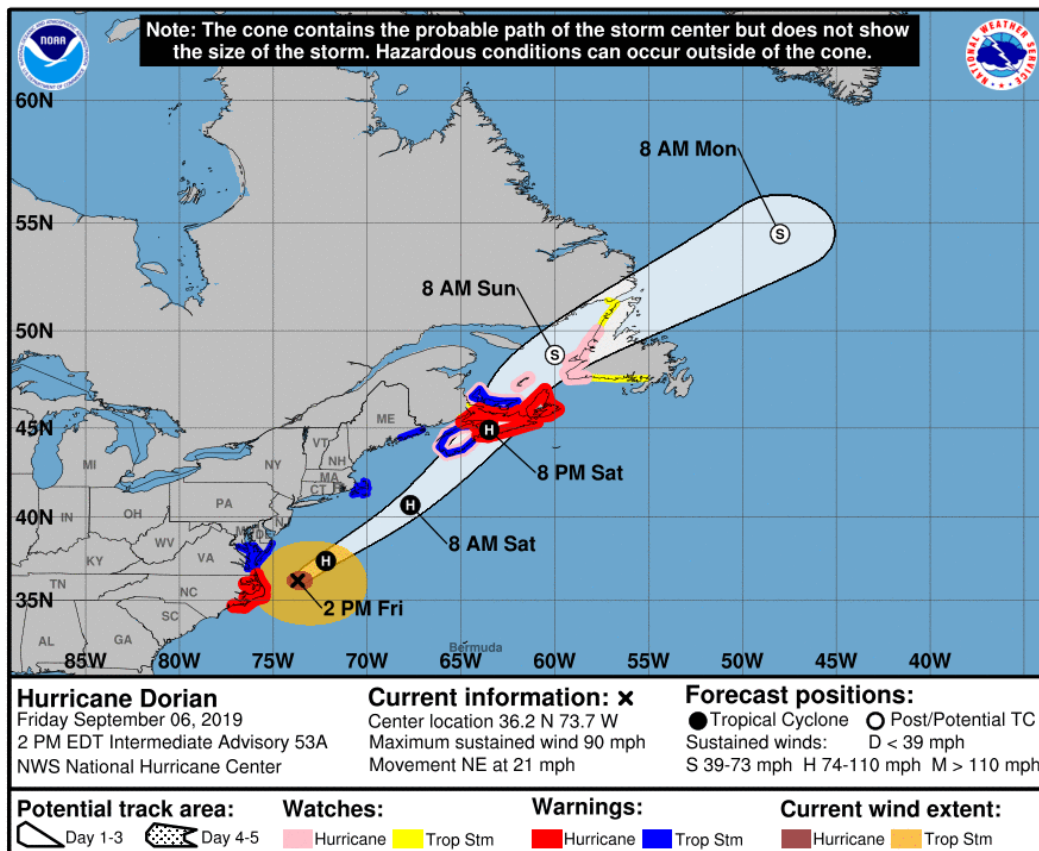 Note: The cone contains the probable path of the storm center but does not show
the size of the storm. Hazardous conditions can occur outside of the cone.
NOAA
NATIONAL WEATHER SERVICE
60N
8 AM Mon
55N
S
8 AM Sun
50N
S
ME
45N
H
VT
NH
8 PM Sat
MI
NY
MA
CT
PA
H
40N
IN
OH
8 AM Sat
WV
VA
KY
H
TN
NC
2 PM Fri
35N
SC
AL
GA
Bermuda
85W 80W 75W 70W 65W 60W 55W 50W 45W 40W
Hurricane Dorian
Friday September 06, 2019
2 PM EDT Intermediate Advisory 53A
NWS National Hurricane Center
Current information: ×
Center location 36.2 N 73.7 W
Maximum sustained wind 90 mph
Movement NE at 21 mph
Forecast positions:
Tropical Cyclone Post/Potential TC
Sustained winds: D < 39 mph
S 39-73 mph H 74-110 mph M > 110 mph
Potential track area:
Day 1-3 Day 4-5
Watches:
Hurricane Trop Stm
Warnings:
Hurricane Trop Stm
Current wind extent:
Hurricane Trop Stm